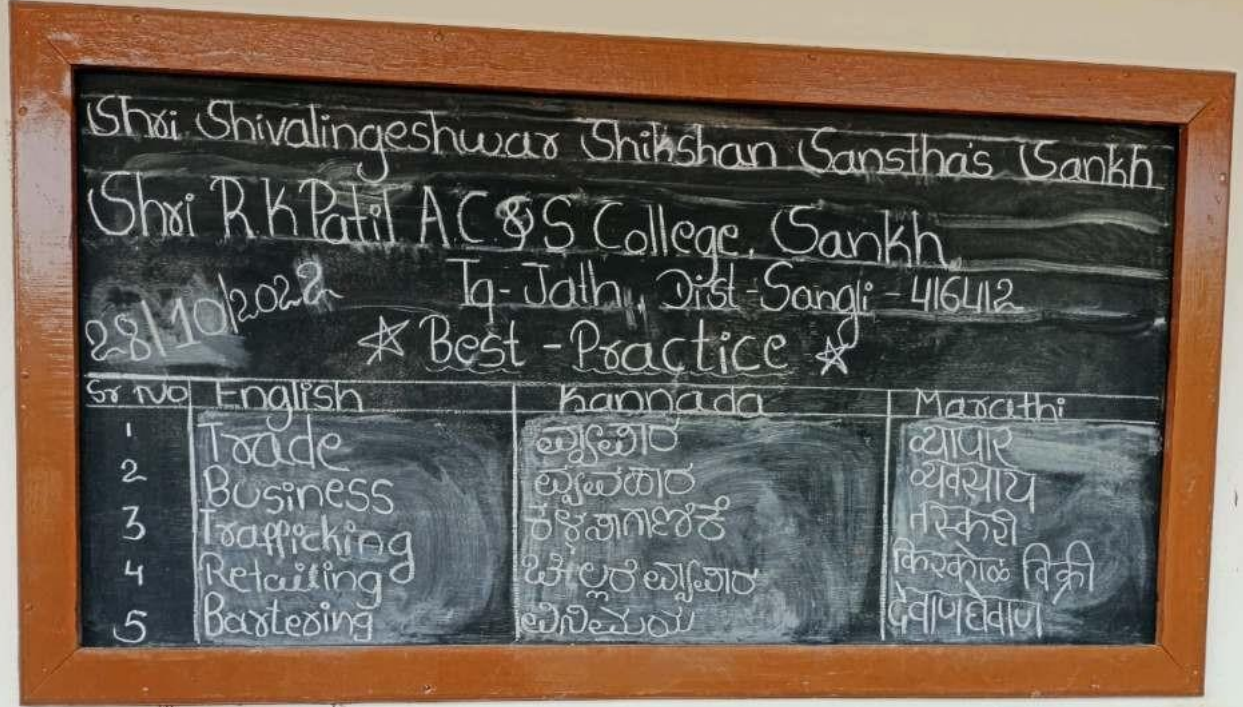 Shri Shivalingeshwar Shikshan Sanstha's Sankh
Shri R.K Patil A.C.&S College, Sankh
Tq- Jath, Dist-Sangli - 416412
28/10/2022
☆ Best - Practice ☆
Sr No English Kannada Marathi
1 Trade ವ್ಯಾಪಾರ व्यापार
2 Business ವ್ಯವಹಾರ व्यवसाय
3 Trafficking ಕಳ್ಳಸಾಗಾಣಿಕೆ तस्करी
4 Retailing ಚಿಲ್ಲರೆ ವ್ಯಾಪಾರ किरकोळ विक्री
5 Bartering ವಿನಿಮಯ देवाणघेवाण